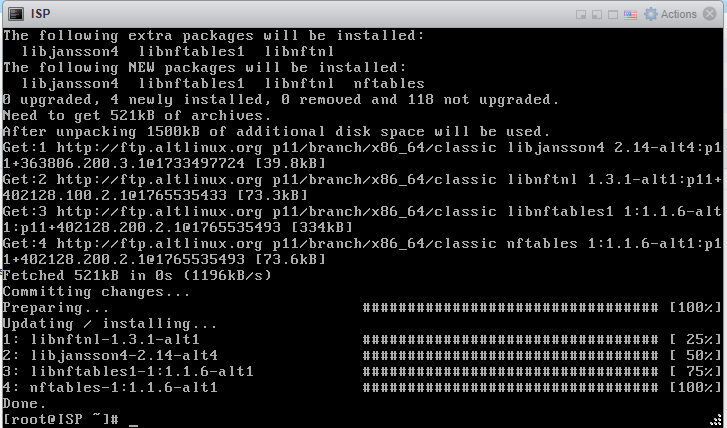 ISP
Actions
The following extra packages will be installed:
libjansson4 libnftables1 libnftnl
The following NEW packages will be installed:
libjansson4 libnftables1 libnftnl nftables
0 upgraded, 4 newly installed, 0 removed and 118 not upgraded.
Need to get 521kB of archives.
After unpacking 1500kB of additional disk space will be used.
Get:1 http://ftp.altlinux.org p11/branch/x86_64/classic libjansson4 2.14-alt4:p1
1+363806.200.3.1@1733497724 [39.8kB]
Get:2 http://ftp.altlinux.org p11/branch/x86_64/classic libnftnl 1.3.1-alt1:p11+
402128.100.2.1@1765535433 [73.3kB]
Get:3 http://ftp.altlinux.org p11/branch/x86_64/classic libnftables1 1:1.1.6-alt
1:p11+402128.200.2.1@1765535493 [334kB]
Get:4 http://ftp.altlinux.org p11/branch/x86_64/classic nftables 1:1.1.6-alt1:p1
1+402128.200.2.1@1765535493 [73.6kB]
Fetched 521kB in 0s (1196kB/s)
Committing changes...
Preparing... ################################# [100%]
Updating / installing...
1: libnftnl-1.3.1-alt1 ################################# [ 25%]
2: libjansson4-2.14-alt4 ################################# [ 50%]
3: libnftables1-1:1.1.6-alt1 ################################# [ 75%]
4: nftables-1:1.1.6-alt1 ################################# [100%]
Done.
[root@ISP ~]# _